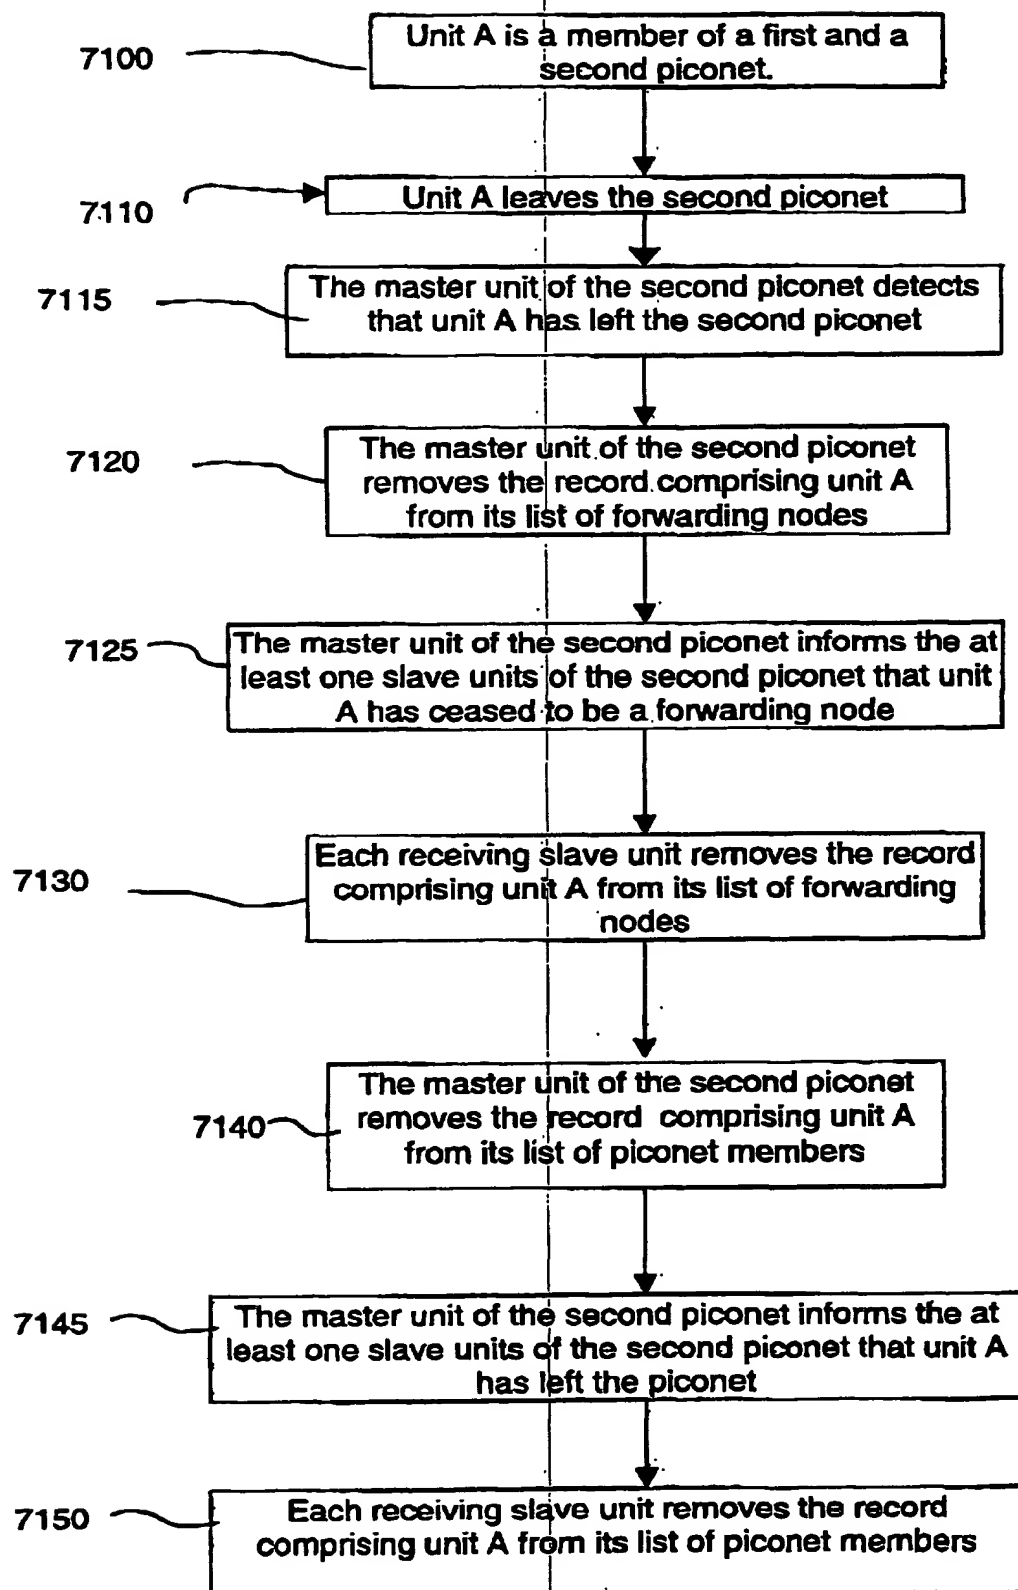 7100
Unit A is a member of a first and a
second piconet.
7110
Unit A leaves the second piconet
7115
The master unit of the second piconet detects
that unit A has left the second piconet
7120
The master unit of the second piconet
removes the record comprising unit A
from its list of forwarding nodes
7125
The master unit of the second piconet informs the at
least one slave units of the second piconet that unit
A has ceased to be a forwarding node
7130
Each receiving slave unit removes the record
comprising unit A from its list of forwarding
nodes
7140
The master unit of the second piconet
removes the record comprising unit A
from its list of piconet members
7145
The master unit of the second piconet informs the at
least one slave units of the second piconet that unit A
has left the piconet
7150
Each receiving slave unit removes the record
comprising unit A from its list of piconet members